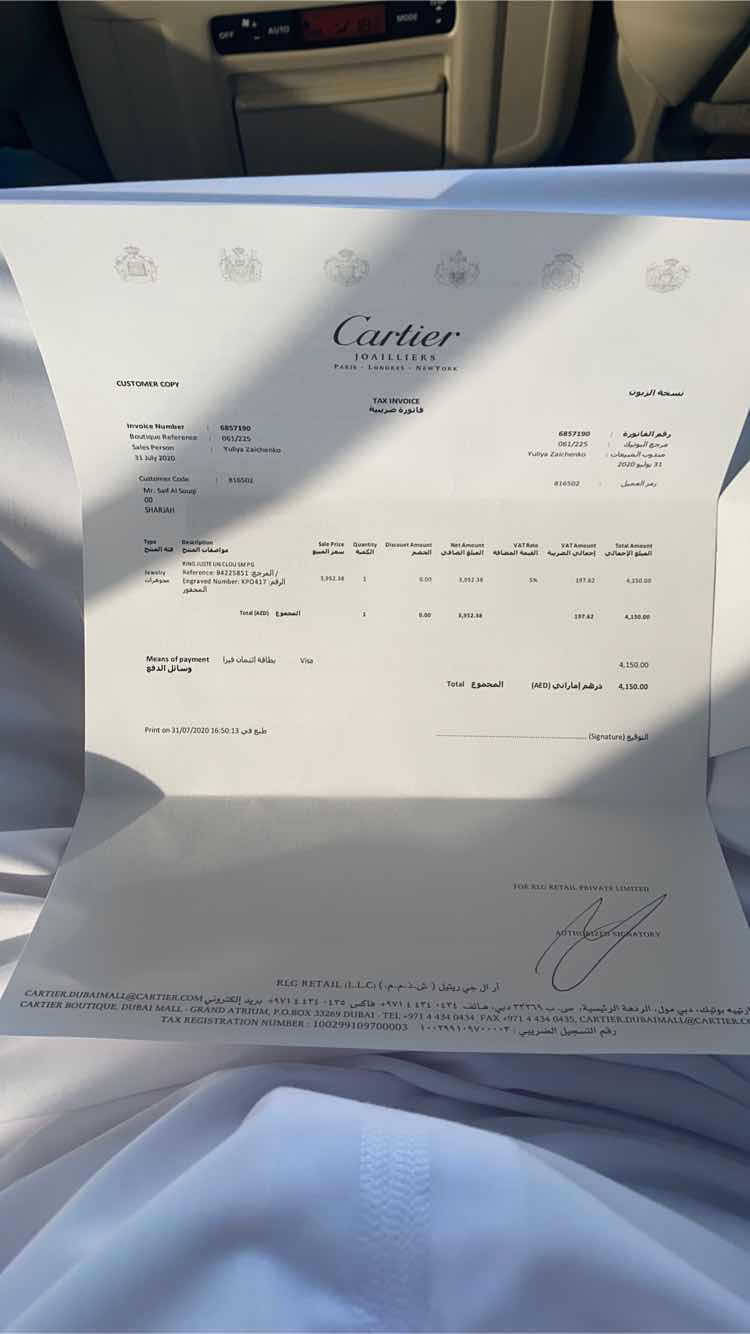 OFF
AUTO
MODE
Cartier
JOAILLIERS
PARIS - LONDRES - NEW YORK
CUSTOMER COPY
نسخة الزبون
TAX INVOICE
فاتورة ضريبية
Invoice Number : 6857190
Boutique Reference : 061/225
Sales Person : Yuliya Zaichenko
31 July 2020
رقم الفاتورة : 6857190
مرجع البوتيك : 061/225
مندوب المبيعات : Yuliya Zaichenko
31 يوليو 2020
Customer Code : 816502
Mr. Saif Al Souqi
00
SHARJAH
رمز العميل : 816502
Type Description Sale Price Quantity Discount Amount Net Amount VAT Rate VAT Amount Total Amount
فئة المنتج مواصفات المنتج سعر المبيع الكمية الخصم المبلغ الصافي القيمة المضافة إجمالي الضريبة المبلغ الإجمالي
RING JUSTE UN CLOU SM PG
Jewelry Reference: B4225851 :المرجع / 3,952.38 1 0.00 3,952.38 5% 197.62 4,150.00
مجوهرات Engraved Number: KPO417 :الرقم
المحفور
Total (AED) المجموع 1 0.00 3,952.38 197.62 4,150.00
Means of payment بطاقة ائتمان فيزا Visa 4,150.00
وسائل الدفع
Total المجموع (AED) درهم إماراتي 4,150.00
Print on 31/07/2020 16:50:13 طبع في
(Signature) التوقيع
FOR RLG RETAIL PRIVATE LIMITED
AUTHORIZED SIGNATORY
RLG RETAIL (L.L.C) (.آر ال جي ريتيل (ش.ذ.م.م
بوتيك، دبي مول، الردهة الرئيسية، ص.ب ٣٣٢٦٩ دبي، هاتف ٠٤٣٤ ٤٣٤ ٤ ٩٧١+ فاكس ٠٤٣٥ ٤٣٤ ٤ ٩٧١+ بريد إلكتروني CARTIER.DUBAIMALL@CARTIER.COM
CARTIER BOUTIQUE, DUBAI MALL - GRAND ATRIUM, P.O.BOX 33269 DUBAI - TEL +971 4 434 0434 FAX +971 4 434 0435, CARTIER.DUBAIMALL@CARTIER.CO
TAX REGISTRATION NUMBER : 100299109700003 رقم التسجيل الضريبي : ١٠٠٢٩٩١٠٩٧٠٠٠٠٣